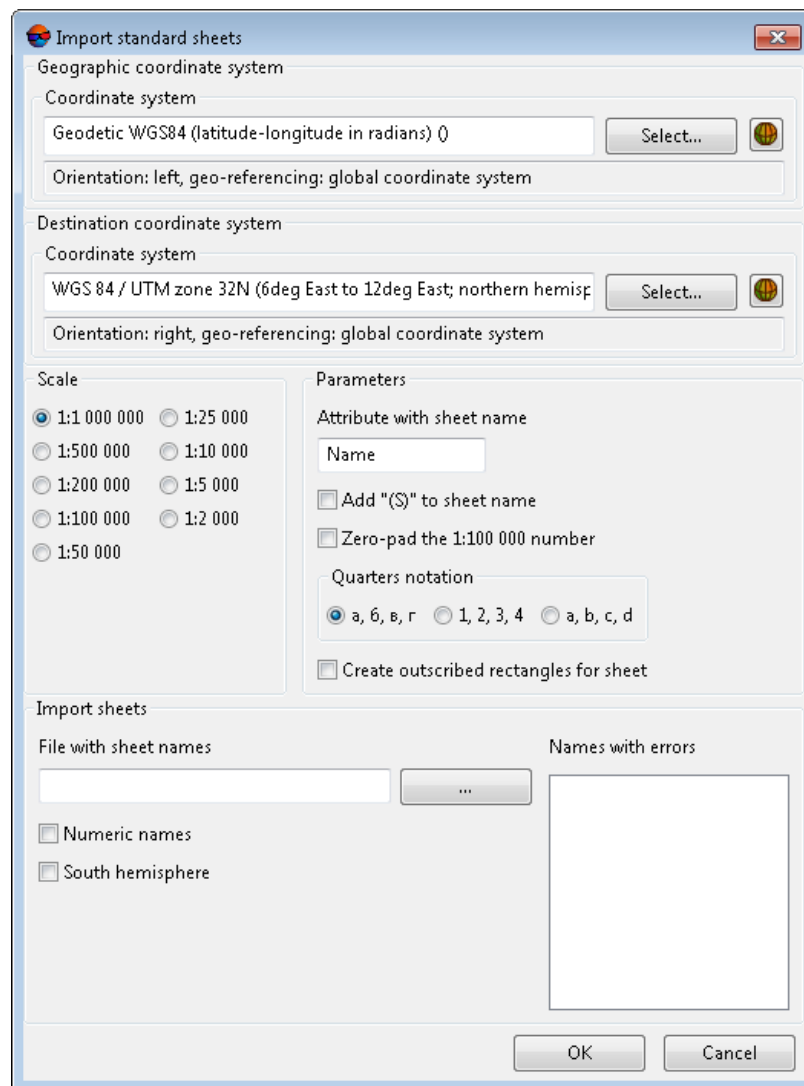 Import standard sheets
Geographic coordinate system
Coordinate system
Geodetic WGS84 (latitude-longitude in radians) ()
Select...
Orientation: left, geo-referencing: global coordinate system
Destination coordinate system
Coordinate system
WGS 84 / UTM zone 32N (6deg East to 12deg East; northern hemisp
Select...
Orientation: right, geo-referencing: global coordinate system
Scale
1:1 000 000
1:25 000
1:500 000
1:10 000
1:200 000
1:5 000
1:100 000
1:2 000
1:50 000
Parameters
Attribute with sheet name
Name
Add "(S)" to sheet name
Zero-pad the 1:100 000 number
Quarters notation
а, б, в, г
1, 2, 3, 4
a, b, c, d
Create outscribed rectangles for sheet
Import sheets
File with sheet names
...
Numeric names
South hemisphere
Names with errors
OK
Cancel